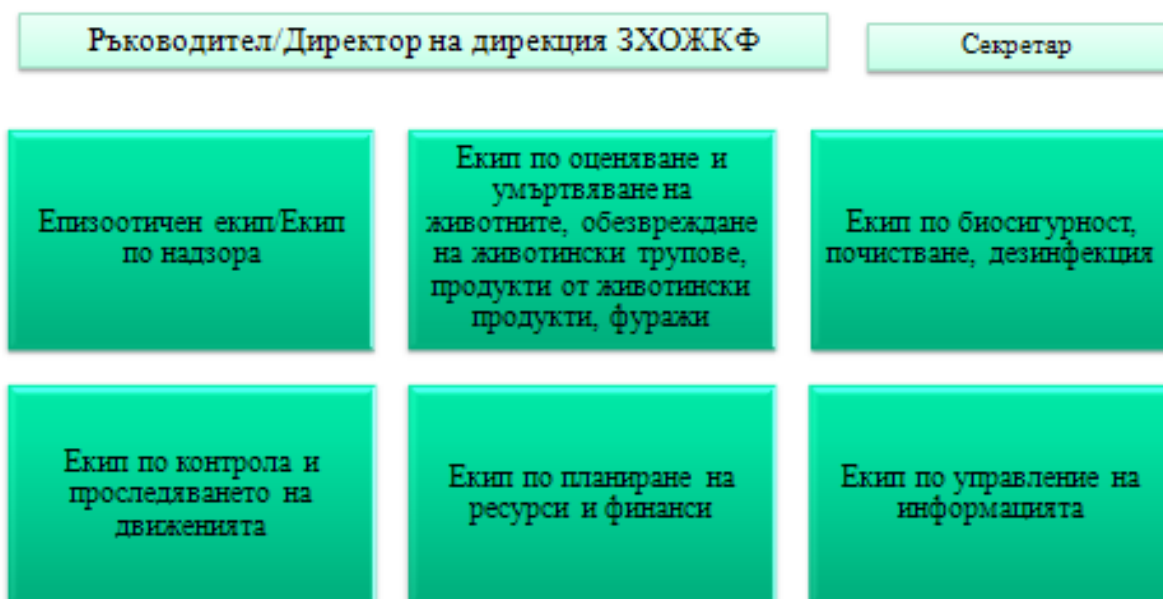 Ръководител/Директор на дирекция ЗХОЖКФ
Секретар
Епизоотичен екип/Екип
по надзора
Екип по оценяване и
умъртвяване на
животните, обезвреждане
на животински трупове,
продукти от животински
продукти, фуражи
Екип по биосигурност,
почистване, дезинфекция
Екип по контрола и
проследяването на
движенията
Екип по планиране на
ресурси и финанси
Екип по управление на
информацията